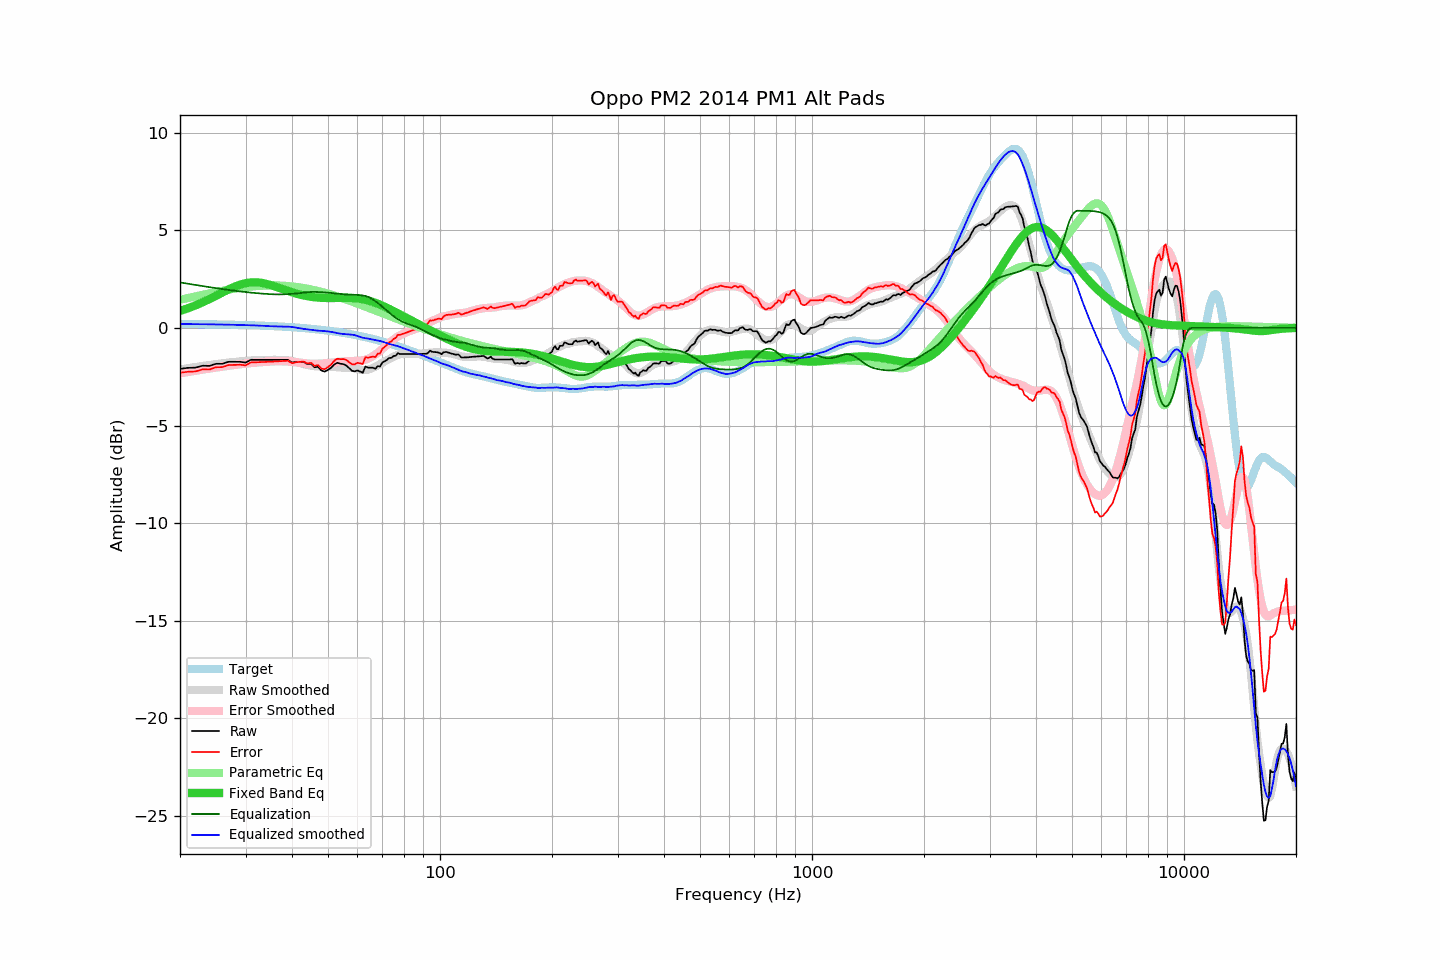 Oppo PM2 2014 PM1 Alt Pads
10
5
0
−5
−10
−15
−20
−25
Amplitude (dBr)
Target
Raw Smoothed
Error Smoothed
Raw
Error
Parametric Eq
Fixed Band Eq
Equalization
Equalized smoothed
100 1000 10000
Frequency (Hz)